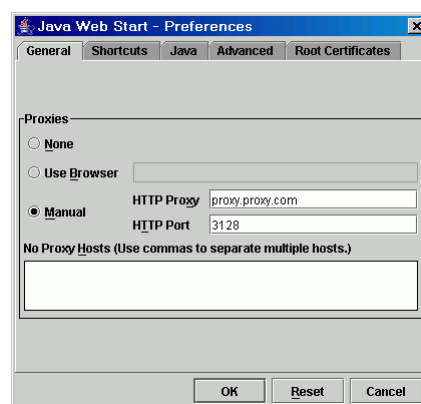 Java Web Start - Preferences
General Shortcuts Java Advanced Root Certificates
Proxies
None
Use Browser
Manual
HTTP Proxy proxy.proxy.com
HTTP Port 3128
No Proxy Hosts (Use commas to separate multiple hosts.)
OK Reset Cancel